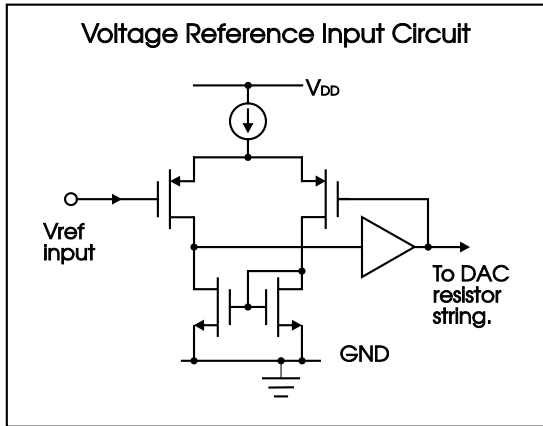 Voltage Reference Input Circuit
VDD
Vref
input
To DAC
resistor
string.
GND